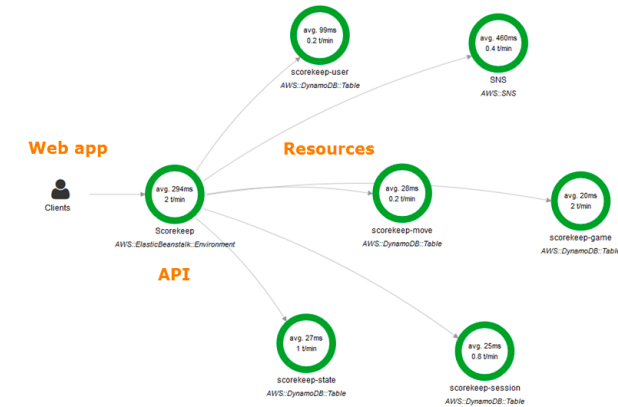 avg. 99ms
0.2 t/min
scorekeep-user
AWS::DynamoDB::Table
avg. 460ms
0.4 t/min
SNS
AWS::SNS
Web app
Resources
Clients
avg. 294ms
2 t/min
Scorekeep
AWS::ElasticBeanstalk::Environment
avg. 28ms
0.2 t/min
scorekeep-move
AWS::DynamoDB::Table
avg. 20ms
2 t/min
scorekeep-game
AWS::DynamoDB::Table
API
avg. 27ms
1 t/min
scorekeep-state
AWS::DynamoDB::Table
avg. 25ms
0.8 t/min
scorekeep-session
AWS::DynamoDB::Table